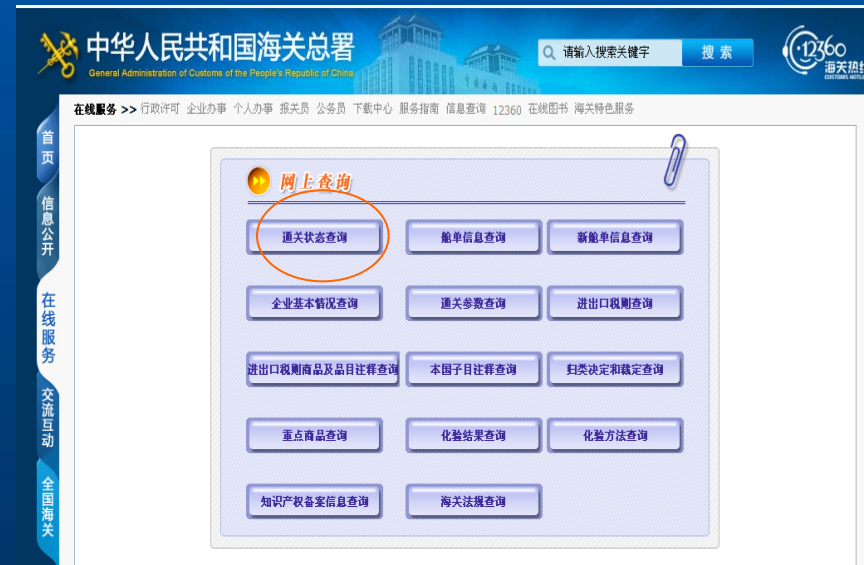 中华人民共和国海关总署
General Administration of Customs of the People's Republic of China
请输入搜索关键字
搜 索
12360
海关热线
CUSTOMS HOTLINE
在线服务 >> 行政许可 企业办事 个人办事 报关员 公务员 下载中心 服务指南 信息查询 12360 在线图书 海关特色服务
首页
信息公开
在线服务
交流互动
全国海关
网上查询
通关状态查询 舱单信息查询 新舱单信息查询
企业基本情况查询 通关参数查询 进出口税则查询
进出口税则商品及品目注释查询 本国子目注释查询 归类决定和裁定查询
重点商品查询 化验结果查询 化验方法查询
知识产权备案信息查询 海关法规查询